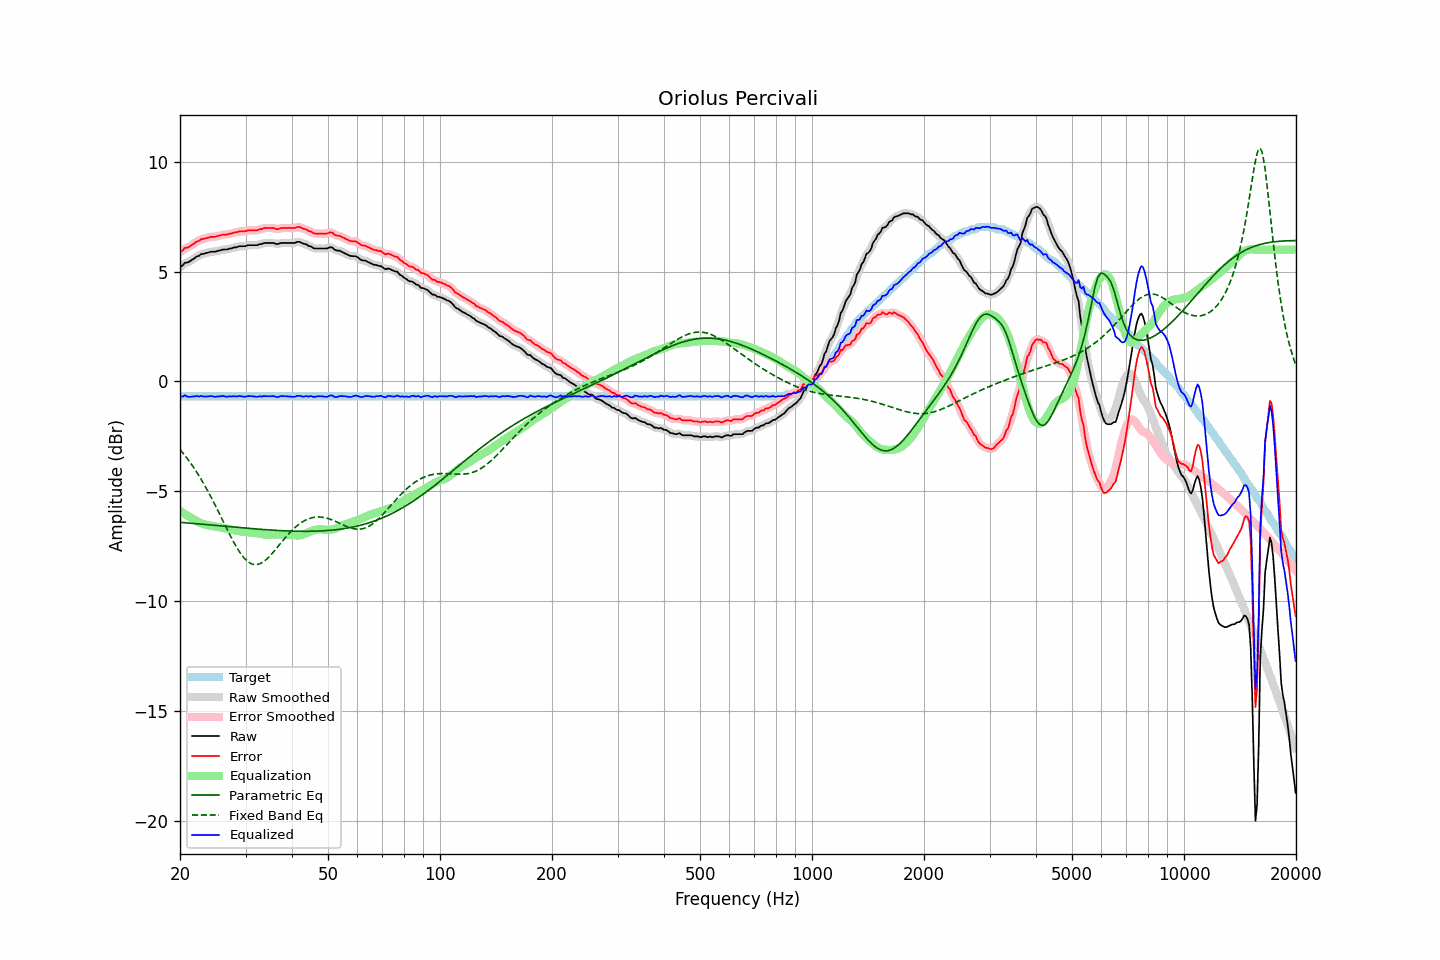 Oriolus Percivali
Amplitude (dBr)
10
5
0
−5
−10
−15
−20
Target
Raw Smoothed
Error Smoothed
Raw
Error
Equalization
Parametric Eq
Fixed Band Eq
Equalized
20 50 100 200 500 1000 2000 5000 10000 20000
Frequency (Hz)